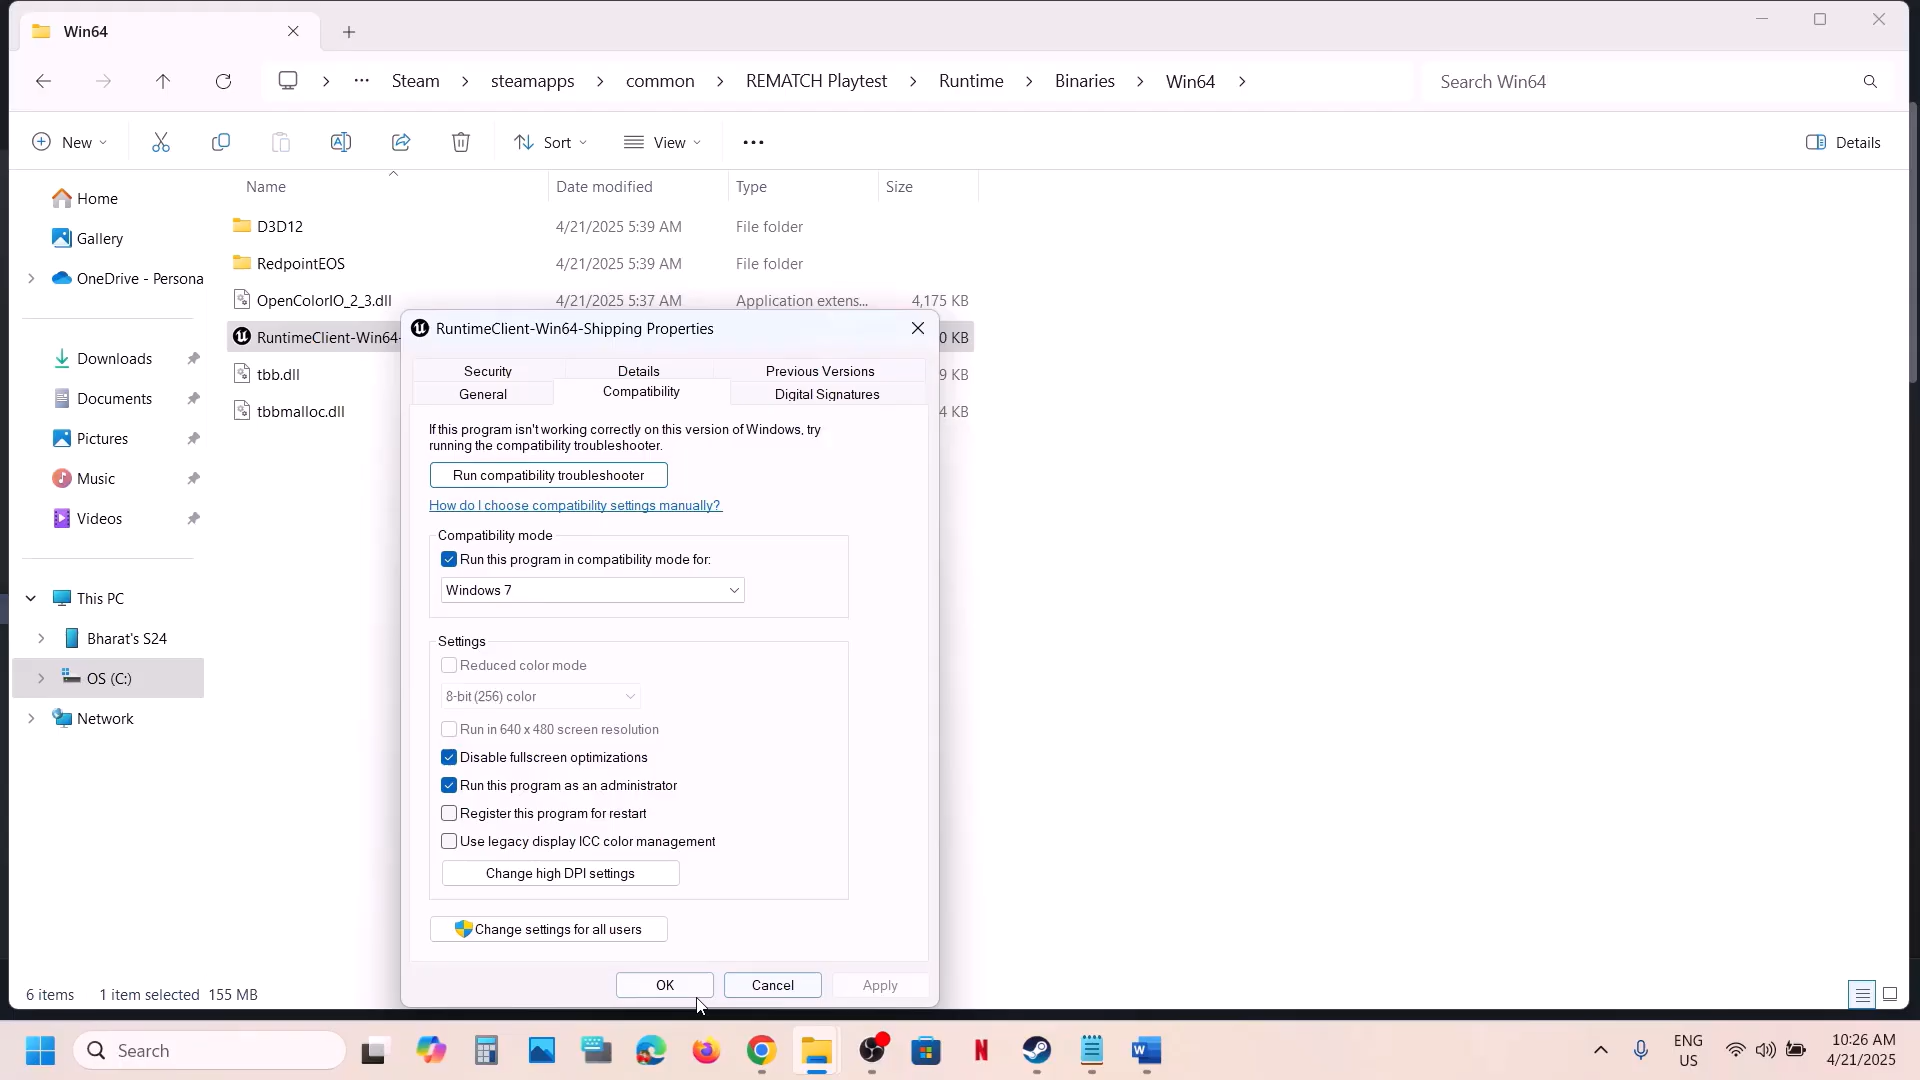 Win64
Steam
steamapps
common
REMATCH Playtest
Runtime
Binaries
Win64
Search Win64
New
Sort
View
Details
Name
Date modified
Type
Size
Home
Gallery
OneDrive - Persona
Downloads
Documents
Pictures
Music
Videos
This PC
Bharat's S24
OS (C:)
Network
D3D12 4/21/2025 5:39 AM File folder
RedpointEOS 4/21/2025 5:39 AM File folder
OpenColorIO_2_3.dll 4/21/2025 5:37 AM Application extens... 4,175 KB
RuntimeClient-Win64- 0 KB
tbb.dll 9 KB
tbbmalloc.dll 4 KB
RuntimeClient-Win64-Shipping Properties
Security
Details
Previous Versions
General
Compatibility
Digital Signatures
If this program isn't working correctly on this version of Windows, try
running the compatibility troubleshooter.
Run compatibility troubleshooter
How do I choose compatibility settings manually?
Compatibility mode
Run this program in compatibility mode for:
Windows 7
Settings
Reduced color mode
8-bit (256) color
Run in 640 x 480 screen resolution
Disable fullscreen optimizations
Run this program as an administrator
Register this program for restart
Use legacy display ICC color management
Change high DPI settings
Change settings for all users
OK
Cancel
Apply
6 items
1 item selected 155 MB
Search
ENG
US
10:26 AM
4/21/2025